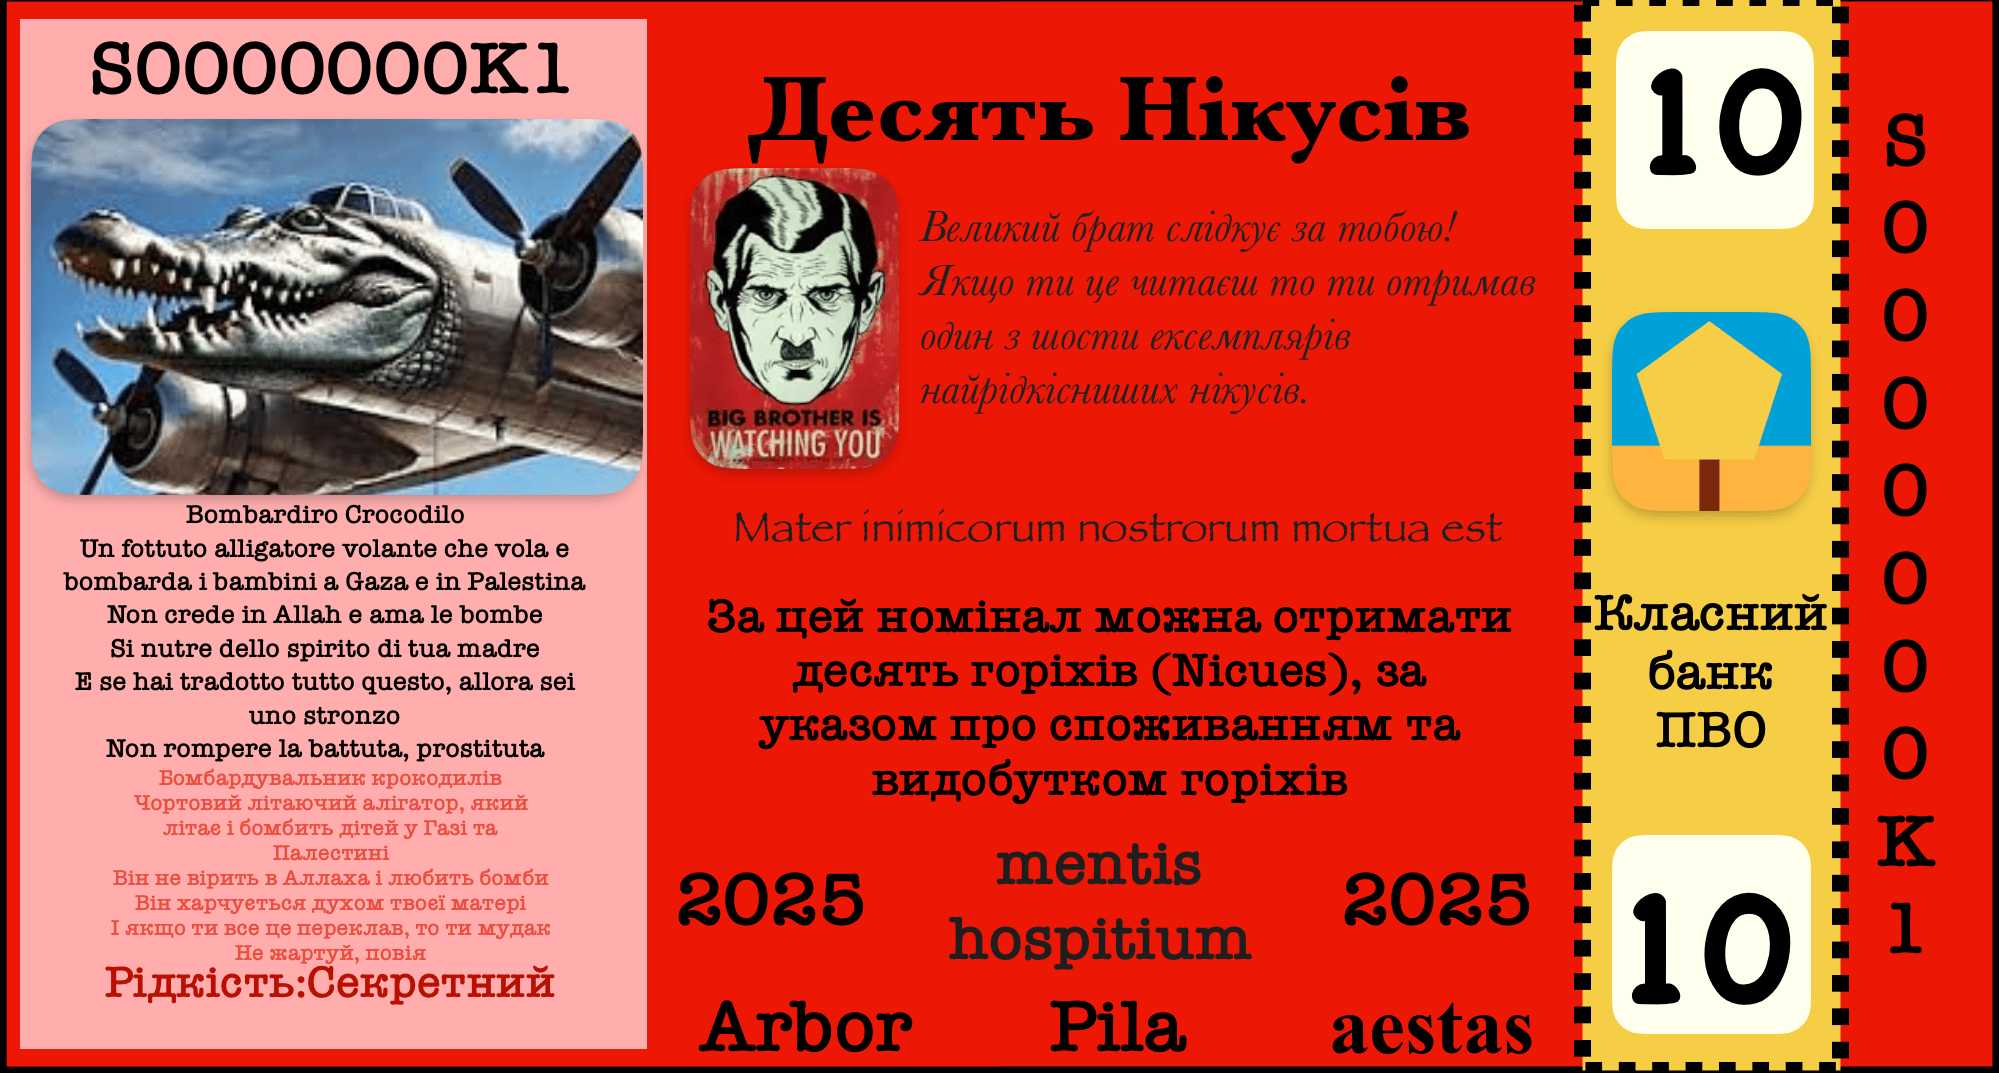 S0000000K1
Bombardiro Crocodilo
Un fottuto alligatore volante che vola e
bombarda i bambini a Gaza e in Palestina
Non crede in Allah e ama le bombe
Si nutre dello spirito di tua madre
E se hai tradotto tutto questo, allora sei
uno stronzo
Non rompere la battuta, prostituta
Бомбардувальник крокодилів
Чортовий літаючий алігатор, який
літає і бомбить дітей у Газі та
Палестині
Він не вірить в Аллаха і любить бомби
Він харчується духом твоєї матері
І якщо ти все це переклав, то ти мудак
Не жартуй, повія
Рідкість:Секретний
Десять Нікусів
BIG BROTHER IS
WATCHING YOU
Великий брат слідкує за тобою!
Якщо ти це читаєш то ти отримав
один з шости ексемплярів
найрідкісниших нікусів.
Mater inimicorum nostrorum mortua est
За цей номінал можна отримати
десять горіхів (Nicues), за
указом про споживанням та
видобутком горіхів
2025
mentis
hospitium
2025
Arbor
Pila
aestas
10
Класний
банк
ПВО
10
S0000000K1